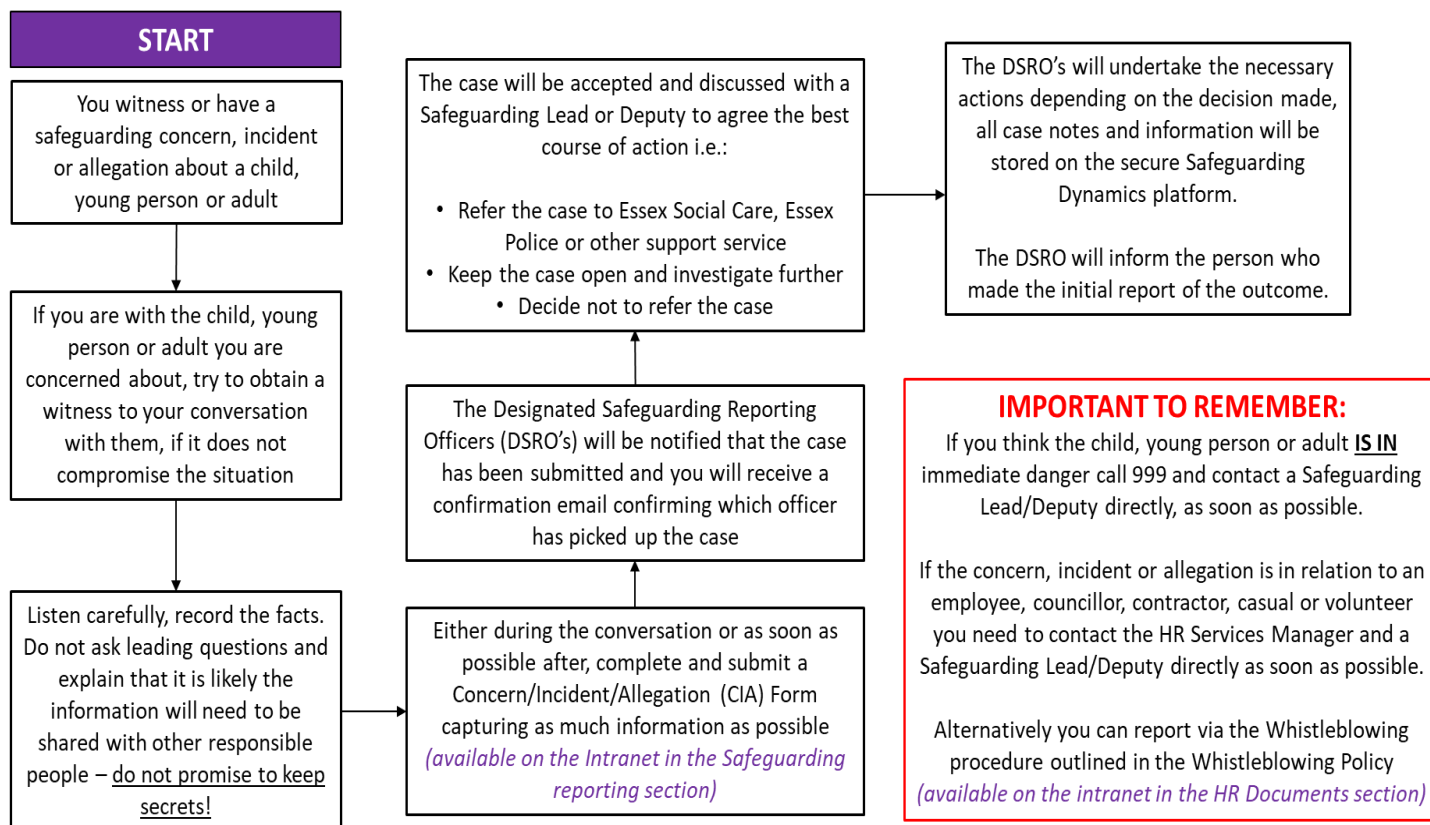 START
You witness or have a
safeguarding concern, incident
or allegation about a child,
young person or adult
If you are with the child, young
person or adult you are
concerned about, try to obtain a
witness to your conversation
with them, if it does not
compromise the situation
Listen carefully, record the facts.
Do not ask leading questions and
explain that it is likely the
information will need to be
shared with other responsible
people – do not promise to keep
secrets!
Either during the conversation or as soon as
possible after, complete and submit a
Concern/Incident/Allegation (CIA) Form
capturing as much information as possible
(available on the Intranet in the Safeguarding
reporting section)
The Designated Safeguarding Reporting
Officers (DSRO’s) will be notified that the case
has been submitted and you will receive a
confirmation email confirming which officer
has picked up the case
The case will be accepted and discussed with a
Safeguarding Lead or Deputy to agree the best
course of action i.e.:
• Refer the case to Essex Social Care, Essex
Police or other support service
• Keep the case open and investigate further
• Decide not to refer the case
The DSRO’s will undertake the necessary
actions depending on the decision made,
all case notes and information will be
stored on the secure Safeguarding
Dynamics platform.
The DSRO will inform the person who
made the initial report of the outcome.
IMPORTANT TO REMEMBER:
If you think the child, young person or adult IS IN
immediate danger call 999 and contact a Safeguarding
Lead/Deputy directly, as soon as possible.
If the concern, incident or allegation is in relation to an
employee, councillor, contractor, casual or volunteer
you need to contact the HR Services Manager and a
Safeguarding Lead/Deputy directly as soon as possible.
Alternatively you can report via the Whistleblowing
procedure outlined in the Whistleblowing Policy
(available on the intranet in the HR Documents section)